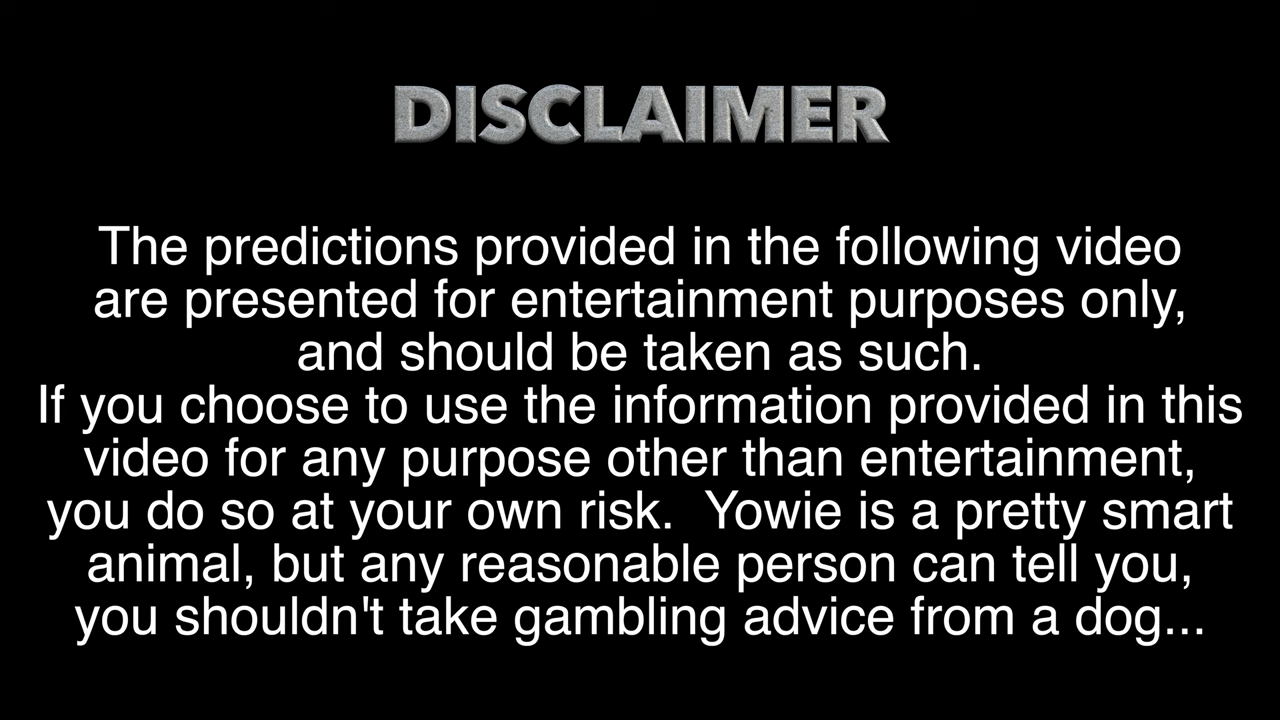 DISCLAIMER
The predictions provided in the following video
are presented for entertainment purposes only,
and should be taken as such.
If you choose to use the information provided in this
video for any purpose other than entertainment,
you do so at your own risk.  Yowie is a pretty smart
animal, but any reasonable person can tell you,
you shouldn't take gambling advice from a dog...